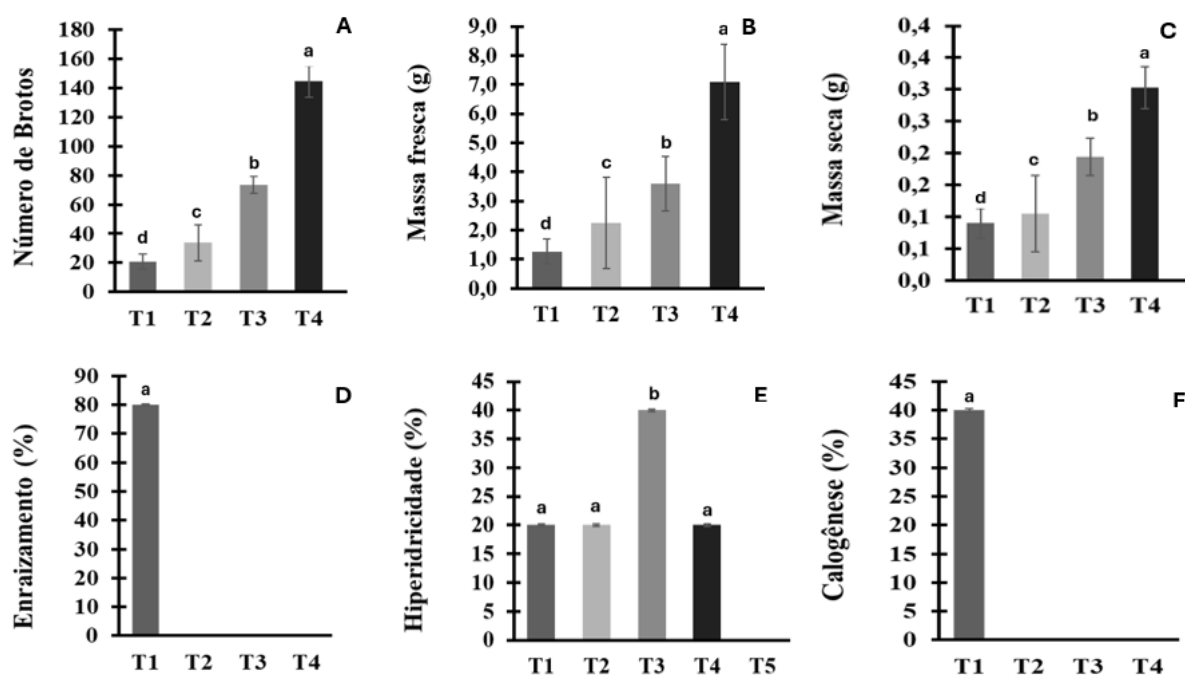 A
Número de Brotos
180
160
140
120
100
80
60
40
20
0
d
c
b
a
T1 T2 T3 T4
B
Massa fresca (g)
9,0
8,0
7,0
6,0
5,0
4,0
3,0
2,0
1,0
0,0
d
c
b
a
T1 T2 T3 T4
C
Massa seca (g)
0,4
0,4
0,3
0,3
0,2
0,2
0,1
0,1
0,0
d
c
b
a
T1 T2 T3 T4
D
Enraizamento (%)
90
80
70
60
50
40
30
20
10
0
a
T1 T2 T3 T4
E
Hiperidricidade (%)
45
40
35
30
25
20
15
10
5
0
a
a
b
a
T1 T2 T3 T4 T5
F
Calogênese (%)
45
40
35
30
25
20
15
10
5
0
a
T1 T2 T3 T4